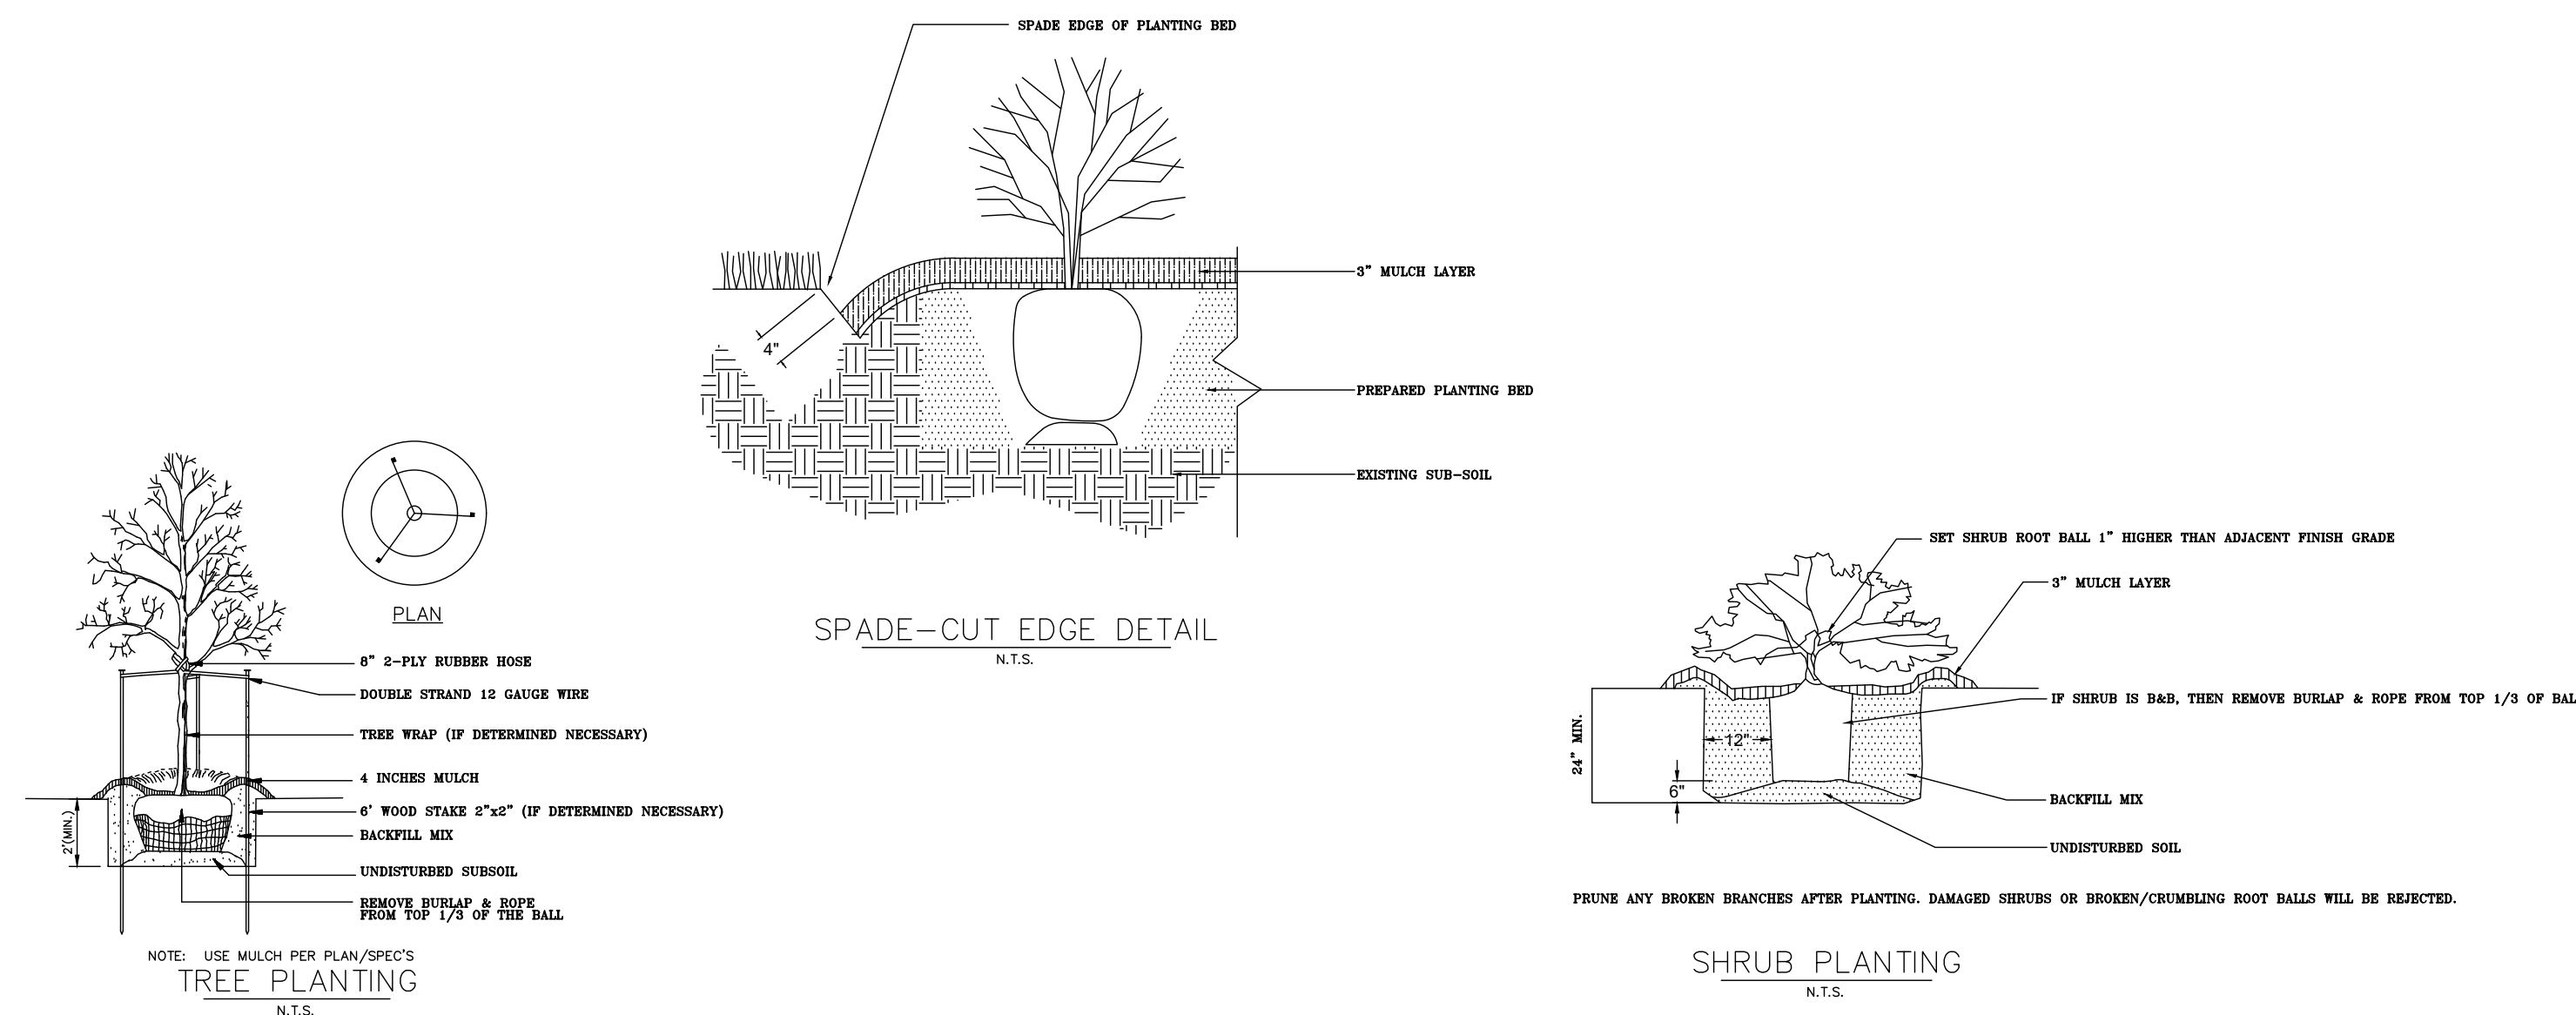 SPADE EDGE OF PLANTING BED
3" MULCH LAYER
4"
PREPARED PLANTING BED
EXISTING SUB-SOIL
SPADE-CUT EDGE DETAIL
N.T.S.
PLAN
8" 2-PLY RUBBER HOSE
DOUBLE STRAND 12 GAUGE WIRE
TREE WRAP (IF DETERMINED NECESSARY)
4 INCHES MULCH
6' WOOD STAKE 2"x2" (IF DETERMINED NECESSARY)
2'(MIN.)
BACKFILL MIX
UNDISTURBED SUBSOIL
REMOVE BURLAP & ROPE
FROM TOP 1/3 OF THE BALL
NOTE: USE MULCH PER PLAN/SPEC'S
TREE PLANTING
N.T.S.
SET SHRUB ROOT BALL 1" HIGHER THAN ADJACENT FINISH GRADE
3" MULCH LAYER
IF SHRUB IS B&B, THEN REMOVE BURLAP & ROPE FROM TOP 1/3 OF BAL
24" MIN.
12"
6"
BACKFILL MIX
UNDISTURBED SOIL
PRUNE ANY BROKEN BRANCHES AFTER PLANTING. DAMAGED SHRUBS OR BROKEN/CRUMBLING ROOT BALLS WILL BE REJECTED.
SHRUB PLANTING
N.T.S.